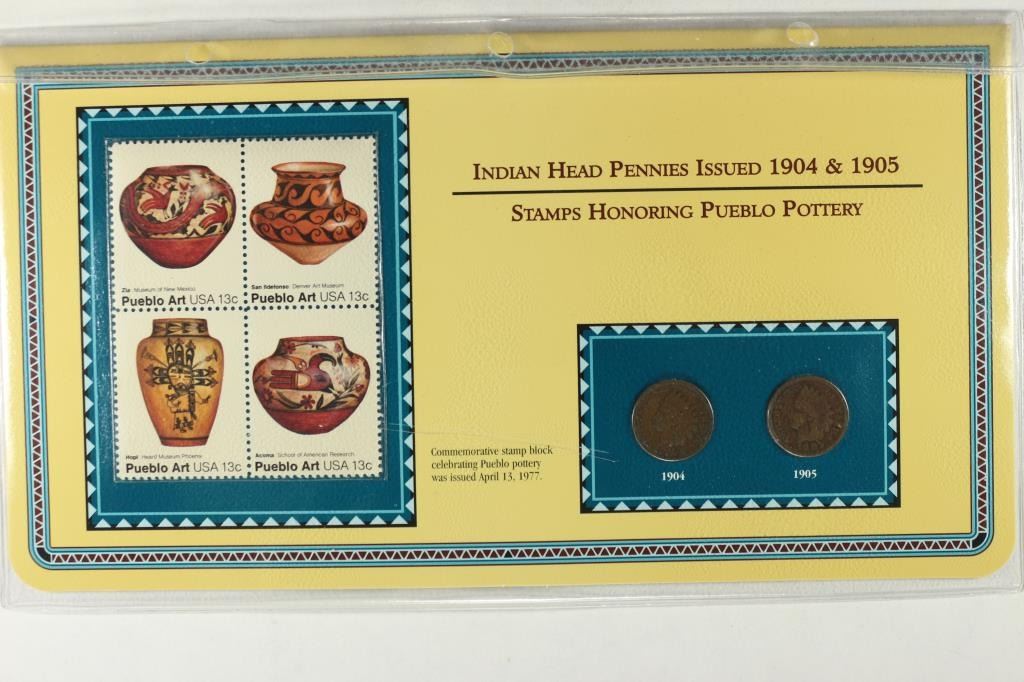 INDIAN HEAD PENNIES ISSUED 1904 & 1905
STAMPS HONORING PUEBLO POTTERY
Zia: Museum of New Mexico
Pueblo Art USA 13c
San Ildefonso: Denver Art Museum
Pueblo Art USA 13c
Hopi: Heard Museum Phoenix
Pueblo Art USA 13c
Acoma: School of American Research
Pueblo Art USA 13c
Commemorative stamp block
celebrating Pueblo pottery
was issued April 13, 1977.
1904
1905